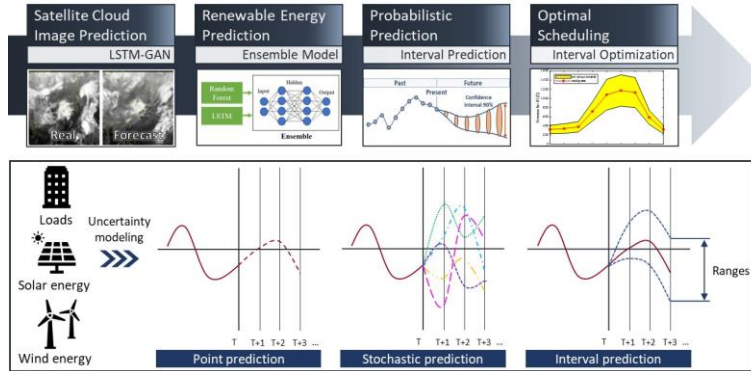 Satellite Cloud
Image Prediction
LSTM-GAN
Real
Forecast
Renewable Energy
Prediction
Ensemble Model
Random
Forest
LSTM
Input
Hidden
Output
Ensemble
Probabilistic
Prediction
Interval Prediction
Past
Future
Present
Confidence
interval 90%
Optimal
Scheduling
Interval Optimization
Loads
Solar energy
Wind energy
Uncertainty
modeling
T T+1 T+2 T+3 ...
Point prediction
T T+1 T+2 T+3 ...
Stochastic prediction
T T+1 T+2 T+3 ...
Interval prediction
Ranges